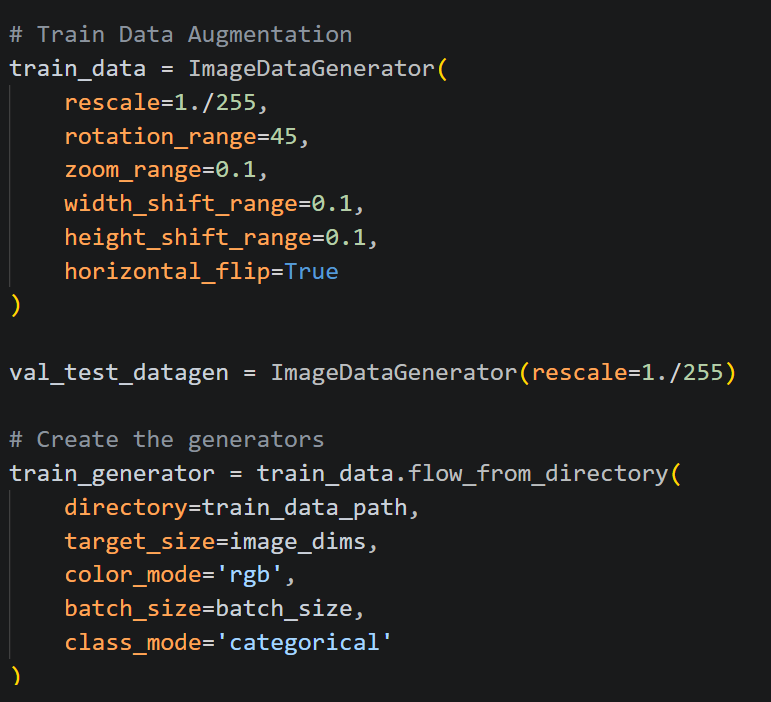 # Train Data Augmentation
train_data = ImageDataGenerator(
    rescale=1./255,
    rotation_range=45,
    zoom_range=0.1,
    width_shift_range=0.1,
    height_shift_range=0.1,
    horizontal_flip=True
)

val_test_datagen = ImageDataGenerator(rescale=1./255)

# Create the generators
train_generator = train_data.flow_from_directory(
    directory=train_data_path,
    target_size=image_dims,
    color_mode='rgb',
    batch_size=batch_size,
    class_mode='categorical'
)